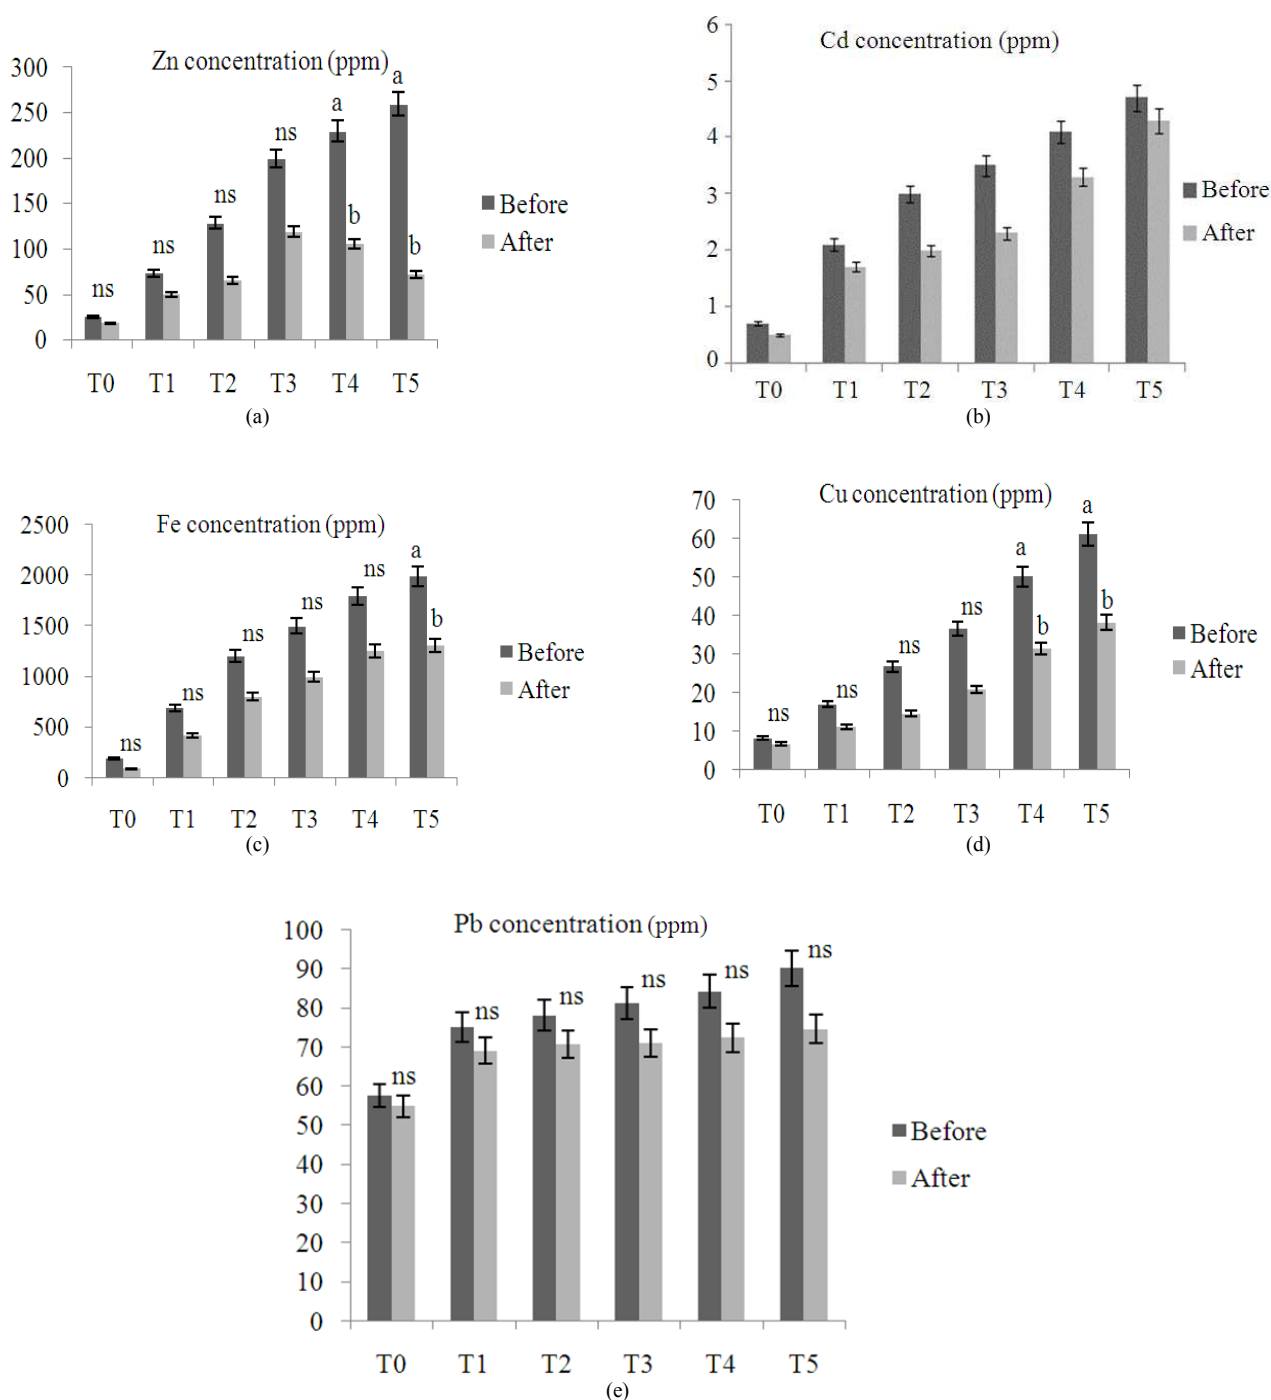 Zn concentration (ppm)
300
250
200
150
100
50
0
ns
ns
ns
ns
a
b
a
b
Before
After
T0 T1 T2 T3 T4 T5
(a)
Cd concentration (ppm)
6
5
4
3
2
1
0
Before
After
T0 T1 T2 T3 T4 T5
(b)
Fe concentration (ppm)
2500
2000
1500
1000
500
0
ns
ns
ns
ns
ns
a
b
Before
After
T0 T1 T2 T3 T4 T5
(c)
Cu concentration (ppm)
70
60
50
40
30
20
10
0
ns
ns
ns
ns
a
b
a
b
Before
After
T0 T1 T2 T3 T4 T5
(d)
Pb concentration (ppm)
100
90
80
70
60
50
40
30
20
10
0
ns
ns
ns
ns
ns
ns
Before
After
T0 T1 T2 T3 T4 T5
(e)